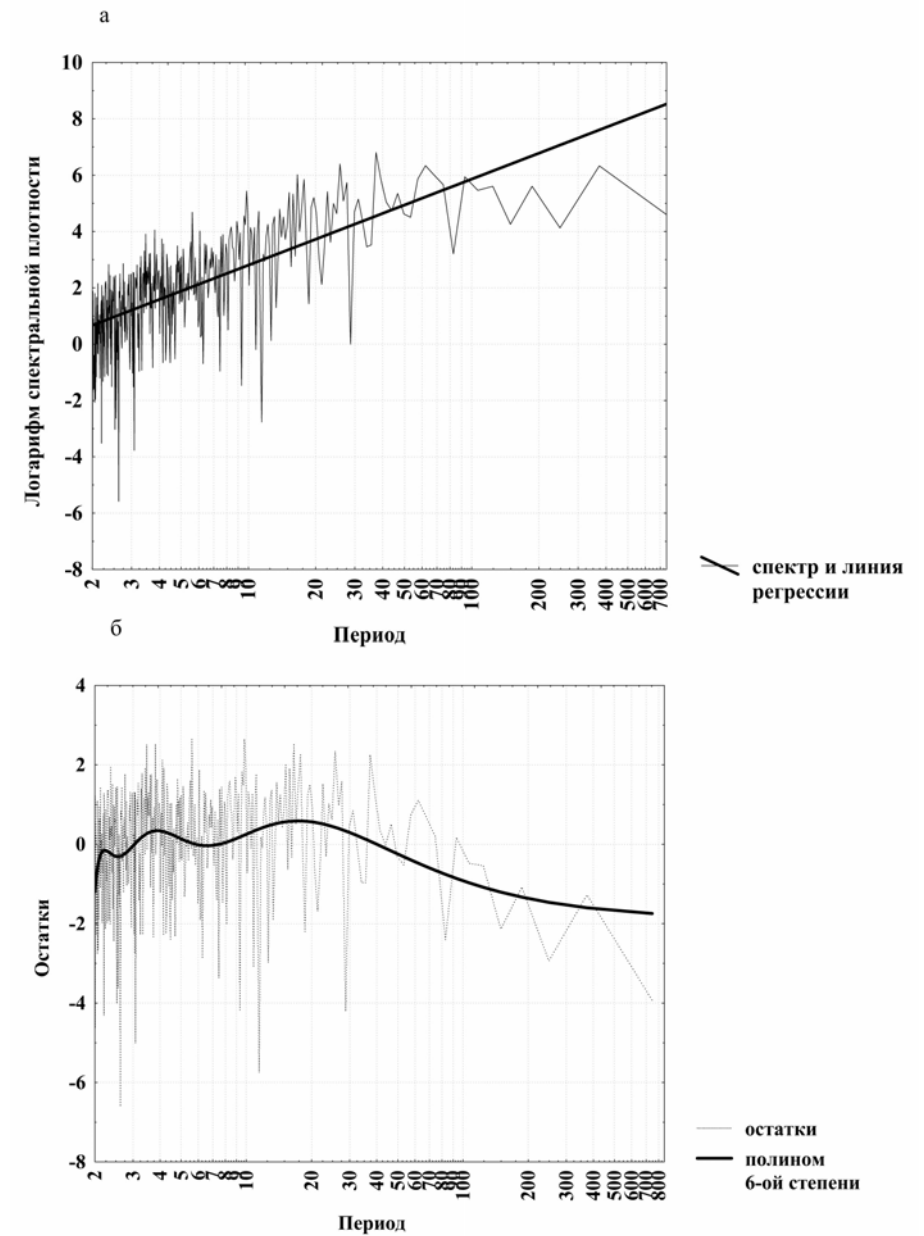 а
10
8
6
4
2
0
-2
-4
-6
-8
Логарифм спектральной плотности
2 3 4 5 6 7 8 9 10 20 30 40 50 60 70 80 90 100 200 300 400 500 600 700
Период
спектр и линия
регрессии
б
4
2
0
-2
-4
-6
-8
Остатки
2 3 4 5 6 7 8 9 10 20 30 40 50 60 70 80 90 100 200 300 400 500 600 700 800
Период
остатки
полином
6-ой степени